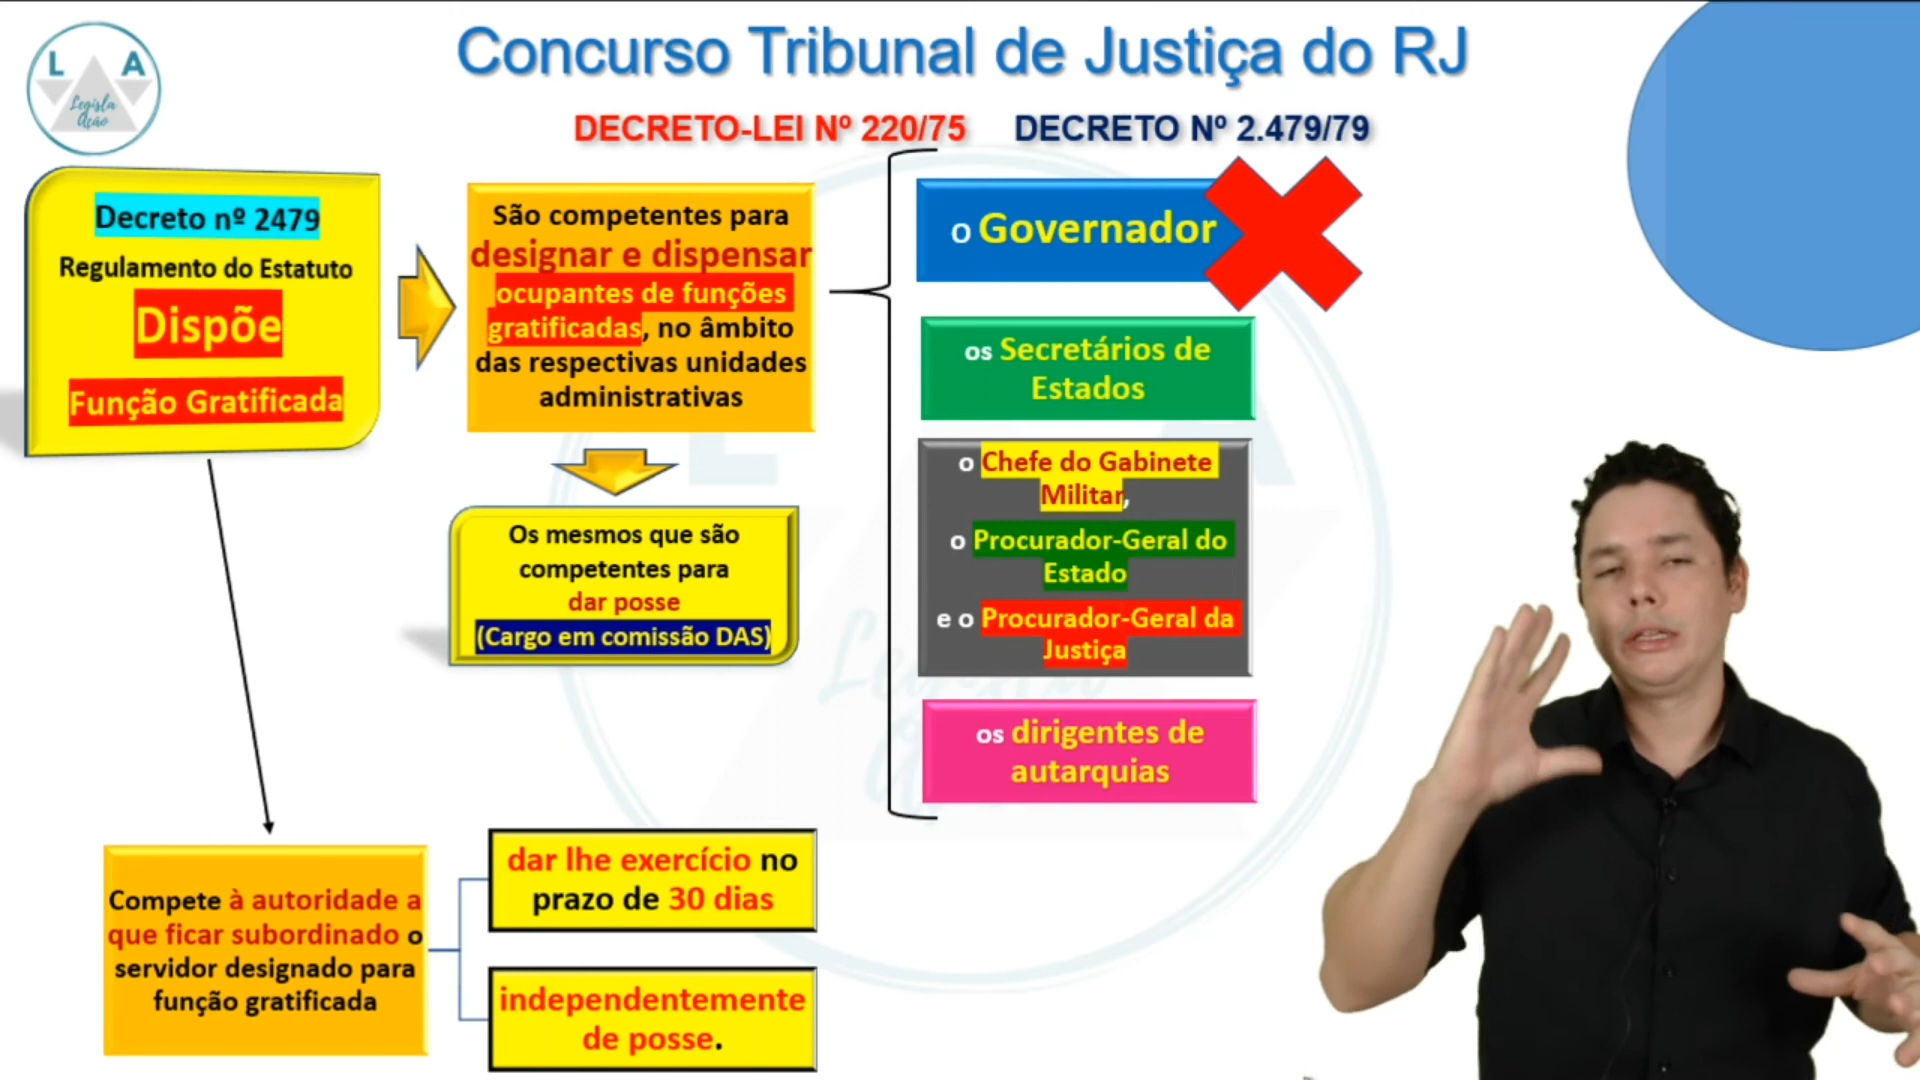 L A
Legisla
Ação
Concurso Tribunal de Justiça do RJ
DECRETO-LEI Nº 220/75 DECRETO Nº 2.479/79
Decreto nº 2479
Regulamento do Estatuto
Dispõe
Função Gratificada
São competentes para
designar e dispensar
ocupantes de funções
gratificadas, no âmbito
das respectivas unidades
administrativas
Os mesmos que são
competentes para
dar posse
(Cargo em comissão DAS)
o Governador
os Secretários de
Estados
o Chefe do Gabinete
Militar,
o Procurador-Geral do
Estado
e o Procurador-Geral da
Justiça
os dirigentes de
autarquias
Compete à autoridade a
que ficar subordinado o
servidor designado para
função gratificada
dar lhe exercício no
prazo de 30 dias
independentemente
de posse.